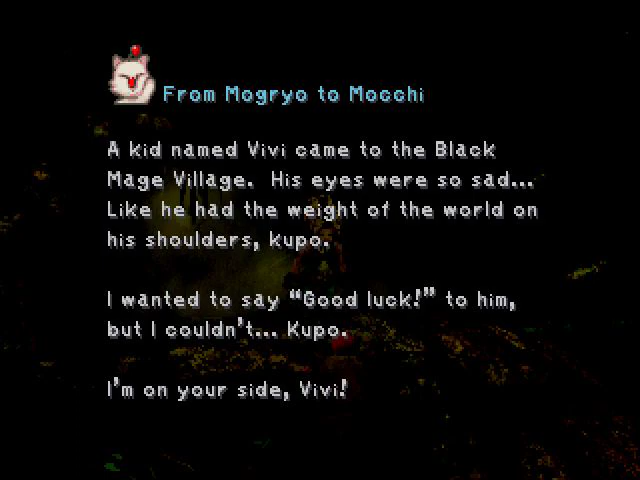 From Mogryo to Mocchi
A kid named Vivi came to the Black
Mage Village.  His eyes were so sad...
Like he had the weight of the world on
his shoulders, kupo.
I wanted to say “Good luck!” to him,
but I couldn't... Kupo.
I'm on your side, Vivi!